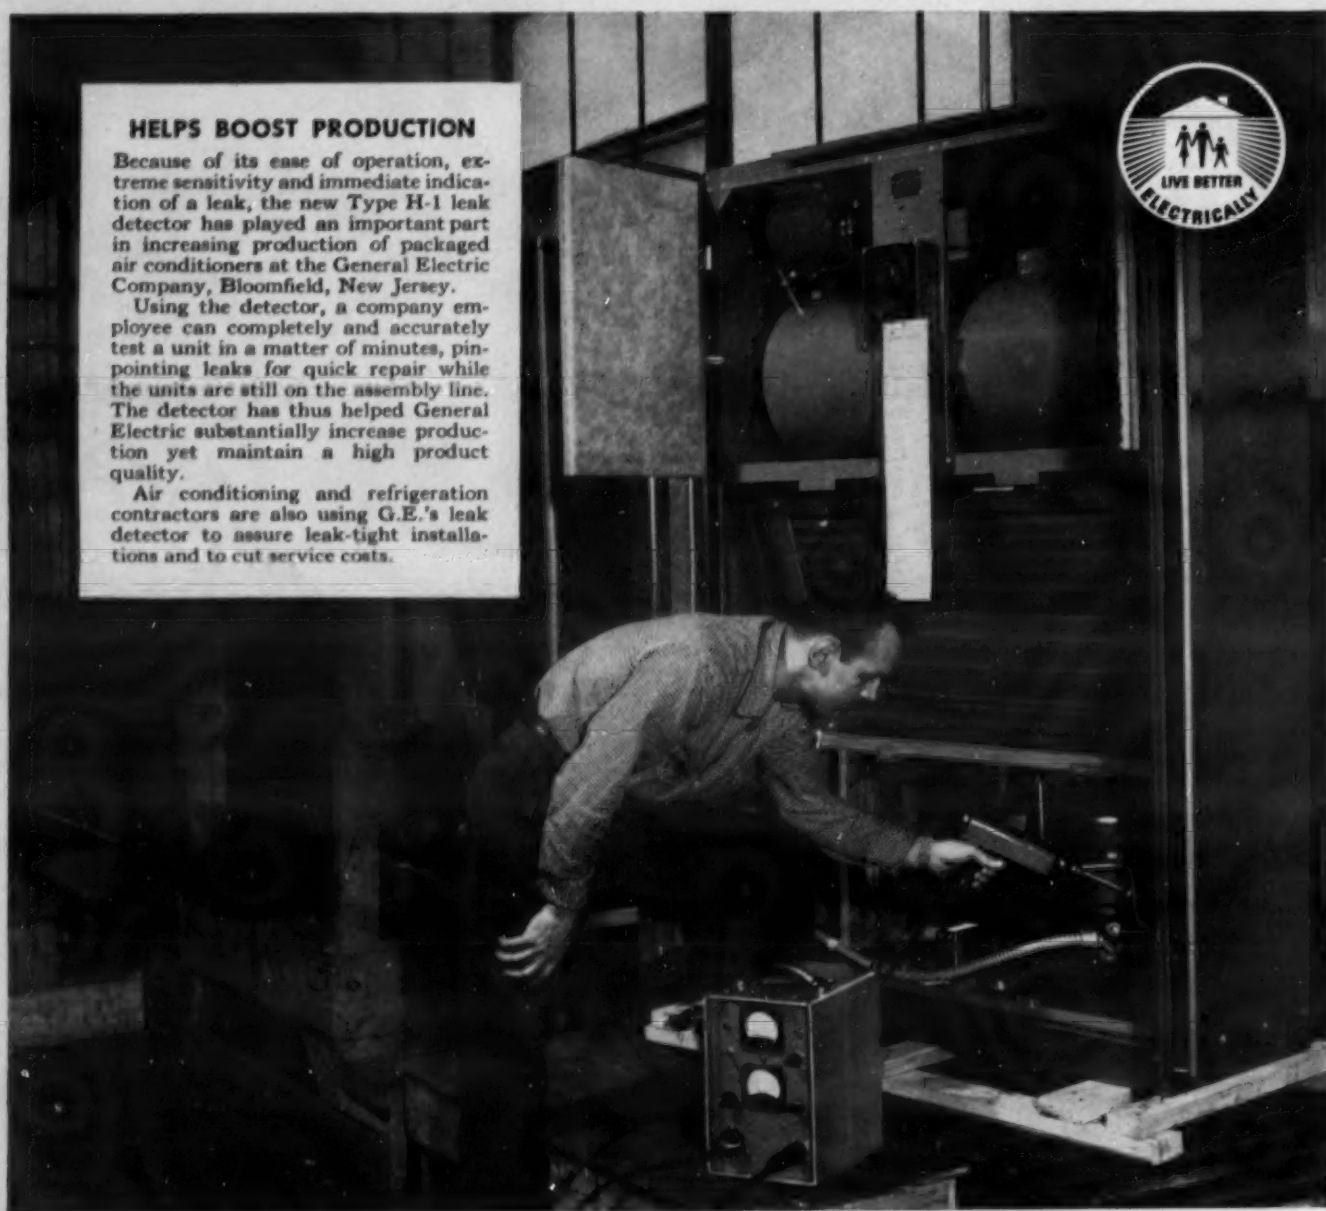 HELPS BOOST PRODUCTION
Because of its ease of operation, ex-
treme sensitivity and immediate indica-
tion of a leak, the new Type H-1 leak
detector has played an important part
in increasing production of packaged
air conditioners at the General Electric
Company, Bloomfield, New Jersey.
Using the detector, a company em-
ployee can completely and accurately
test a unit in a matter of minutes, pin-
pointing leaks for quick repair while
the units are still on the assembly line.
The detector has thus helped General
Electric substantially increase produc-
tion yet maintain a high product
quality.
Air conditioning and refrigeration
contractors are also using G.E.'s leak
detector to assure leak-tight installa-
tions and to cut service costs.
LIVE BETTER
ELECTRICALLY